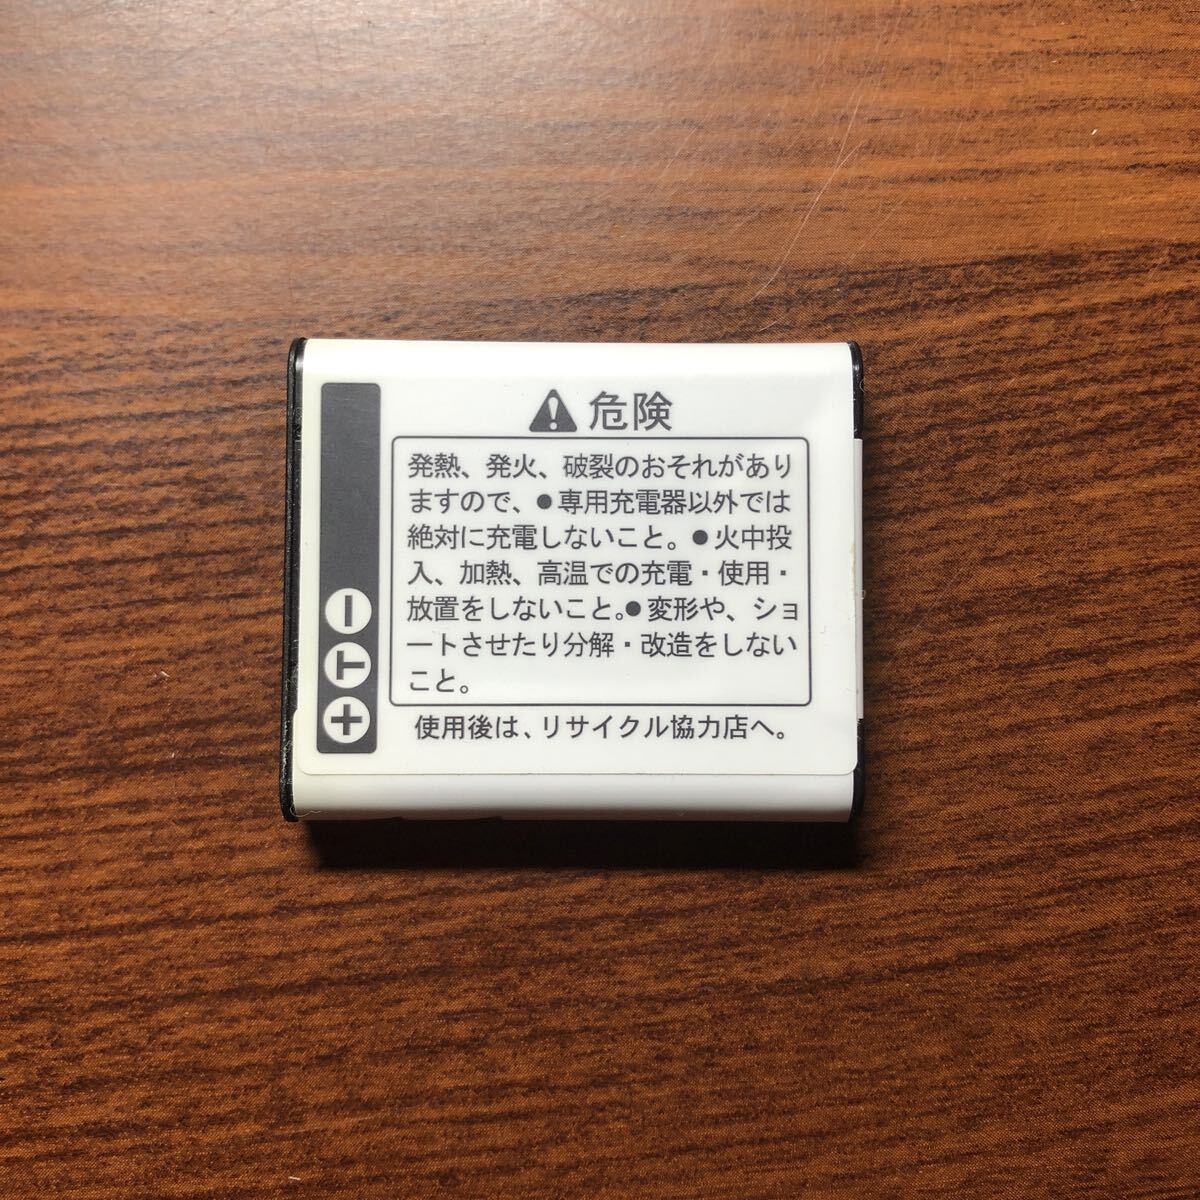 危険
発熱、発火、破裂のおそれがあり
ますので、●専用充電器以外では
絶対に充電しないこと。●火中投
入、加熱、高温での充電・使用・
放置をしないこと。●変形や、ショ
ートさせたり分解・改造をしない
こと。
使用後は、リサイクル協力店へ。
－
T
＋